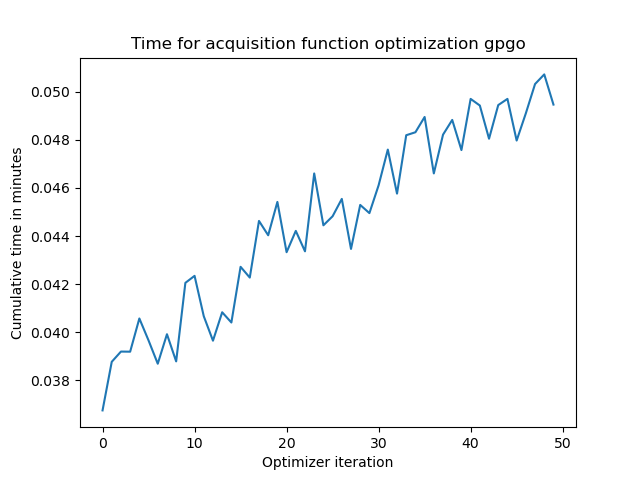 Time for acquisition function optimization gpgo
Cumulative time in minutes
0.050
0.048
0.046
0.044
0.042
0.040
0.038
0 10 20 30 40 50
Optimizer iteration